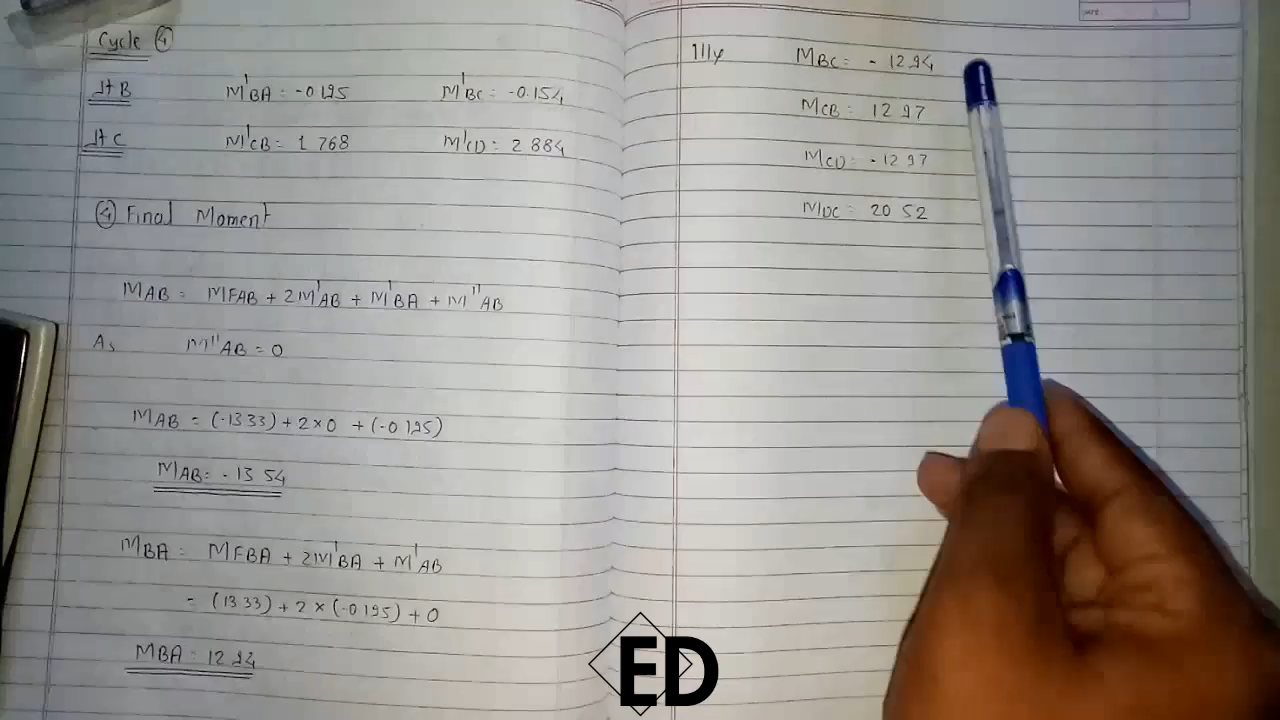 Cycle ④
Jt B M'BA = -0.195 M'BC = -0.154
Jt C M'CB = 1.768 M'CD = 2.884
④ Final Moment
MAB = MFAB + 2M'AB + M'BA + M''AB
As M''AB = 0
MAB = (-13.33) + 2×0 + (-0.195)
MAB = -13.54
MBA = MFBA + 2M'BA + M'AB
= (13.33) + 2×(-0.195) + 0
MBA = 12.94
ED
111ly MBC = -12.94
MCB = 12.97
MCD = -12.97
MDC = 20.52
DATE